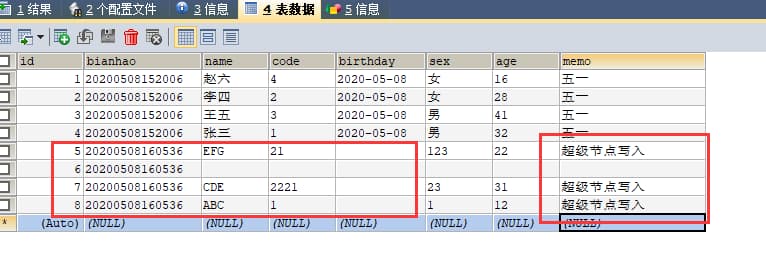 1 结果 2 个配置文件 3 信息 4 表数据 5 信息
id bianhao name code birthday sex age memo
1 20200508152006 赵六 4 2020-05-08 女 16 五一
2 20200508152006 李四 2 2020-05-08 女 28 五一
3 20200508152006 王五 3 2020-05-08 男 41 五一
4 20200508152006 张三 1 2020-05-08 男 32 五一
5 20200508160536 EFG 21 123 22 超级节点写入
6 20200508160536
7 20200508160536 CDE 2221 23 31 超级节点写入
8 20200508160536 ABC 1 1 12 超级节点写入
* (Auto) (NULL) (NULL) (NULL) (NULL) (NULL) (NULL) (NULL)